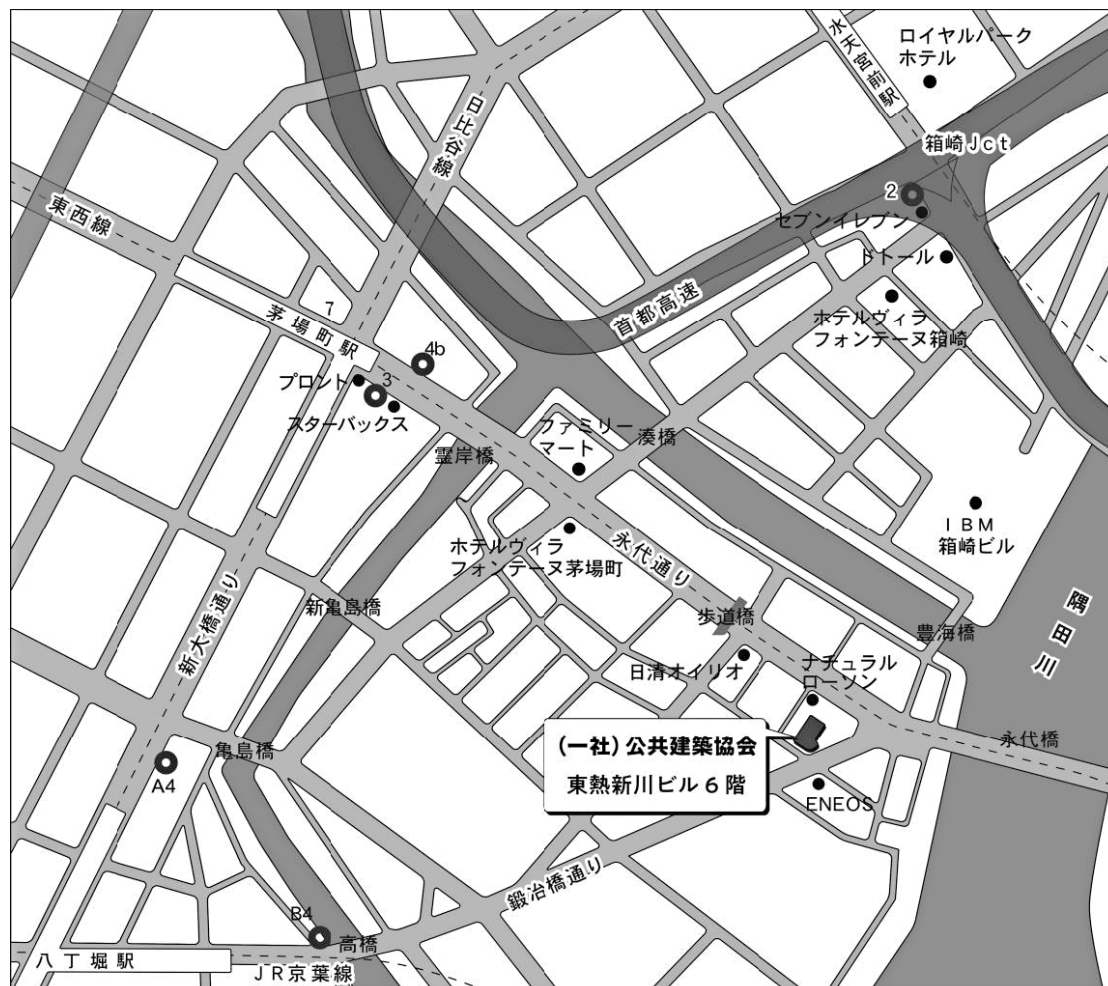 ロイヤルパーク
ホテル
水天宮前駅
日比谷線
箱崎Jct
2
セブンイレブン
ドトール
東西線
首都高速
ホテルヴィラ
フォンテーヌ箱崎
7
茅場町駅
4b
プロント
3
スターバックス
ファミリー
マート
湊橋
霊岸橋
IBM
箱崎ビル
ホテルヴィラ
フォンテーヌ茅場町
永代通り
隅田川
新亀島橋
新大橋通り
歩道橋
豊海橋
日清オイリオ
ナチュラル
ローソン
(一社)公共建築協会
東熱新川ビル6階
永代橋
亀島橋
A4
ENEOS
鍛冶橋通り
B4
高橋
八丁堀駅
JR京葉線